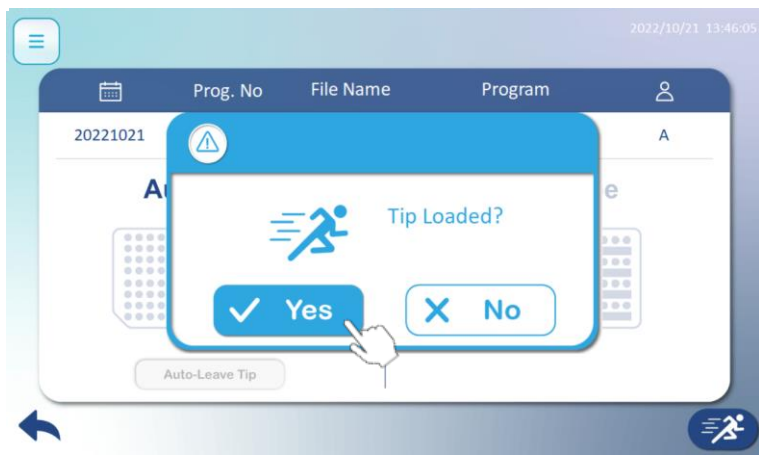 2022/10/21 13:46:05
Prog. No File Name Program
20221021 A
Tip Loaded?
Yes No
Auto-Leave Tip